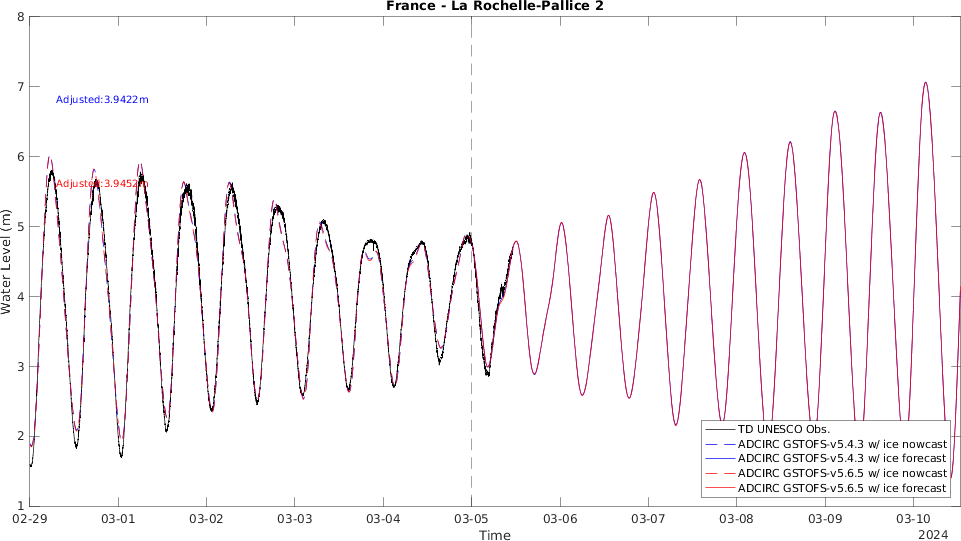 France - La Rochelle-Pallice 2
Water Level (m)
8
7
6
5
4
3
2
1
Adjusted:3.9422m
Adjusted:3.9452m
TD UNESCO Obs.
ADCIRC GSTOFS-v5.4.3 w/ ice nowcast
ADCIRC GSTOFS-v5.4.3 w/ ice forecast
ADCIRC GSTOFS-v5.6.5 w/ ice nowcast
ADCIRC GSTOFS-v5.6.5 w/ ice forecast
02-29 03-01 03-02 03-03 03-04 03-05 03-06 03-07 03-08 03-09 03-10
Time
2024